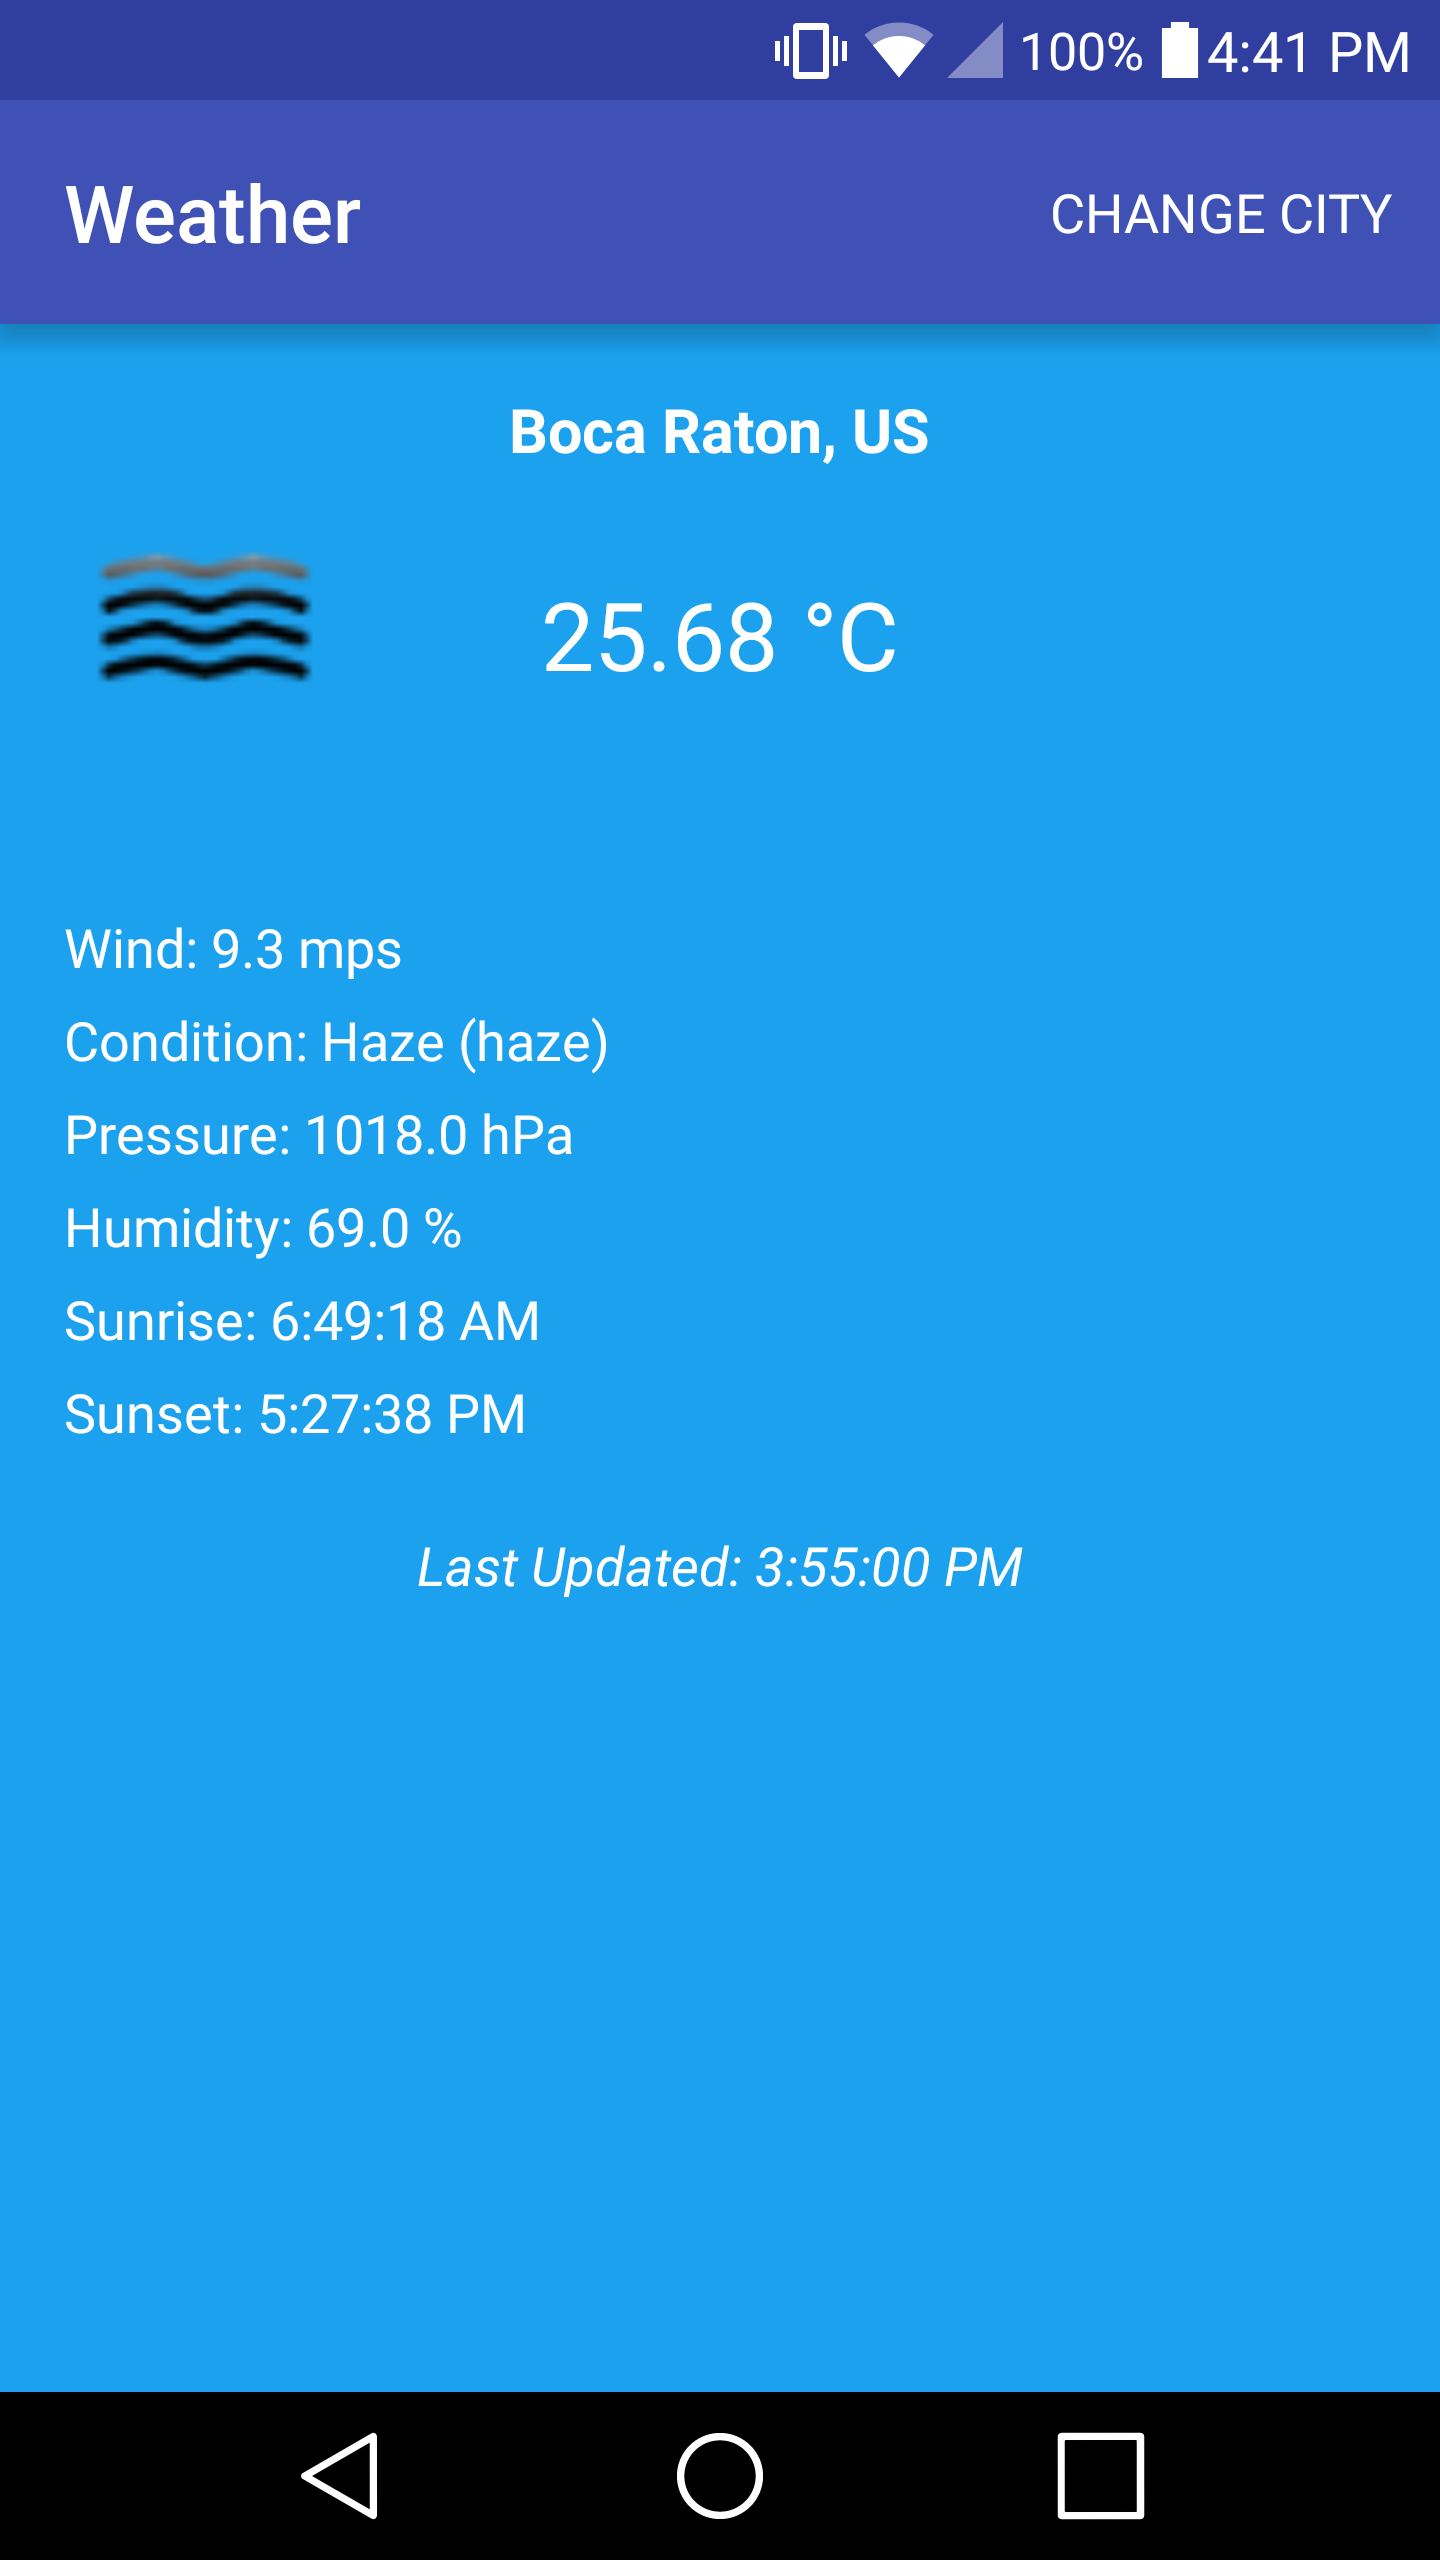 100% 4:41 PM
Weather CHANGE CITY
Boca Raton, US
25.68 °C
Wind: 9.3 mps
Condition: Haze (haze)
Pressure: 1018.0 hPa
Humidity: 69.0 %
Sunrise: 6:49:18 AM
Sunset: 5:27:38 PM
Last Updated: 3:55:00 PM